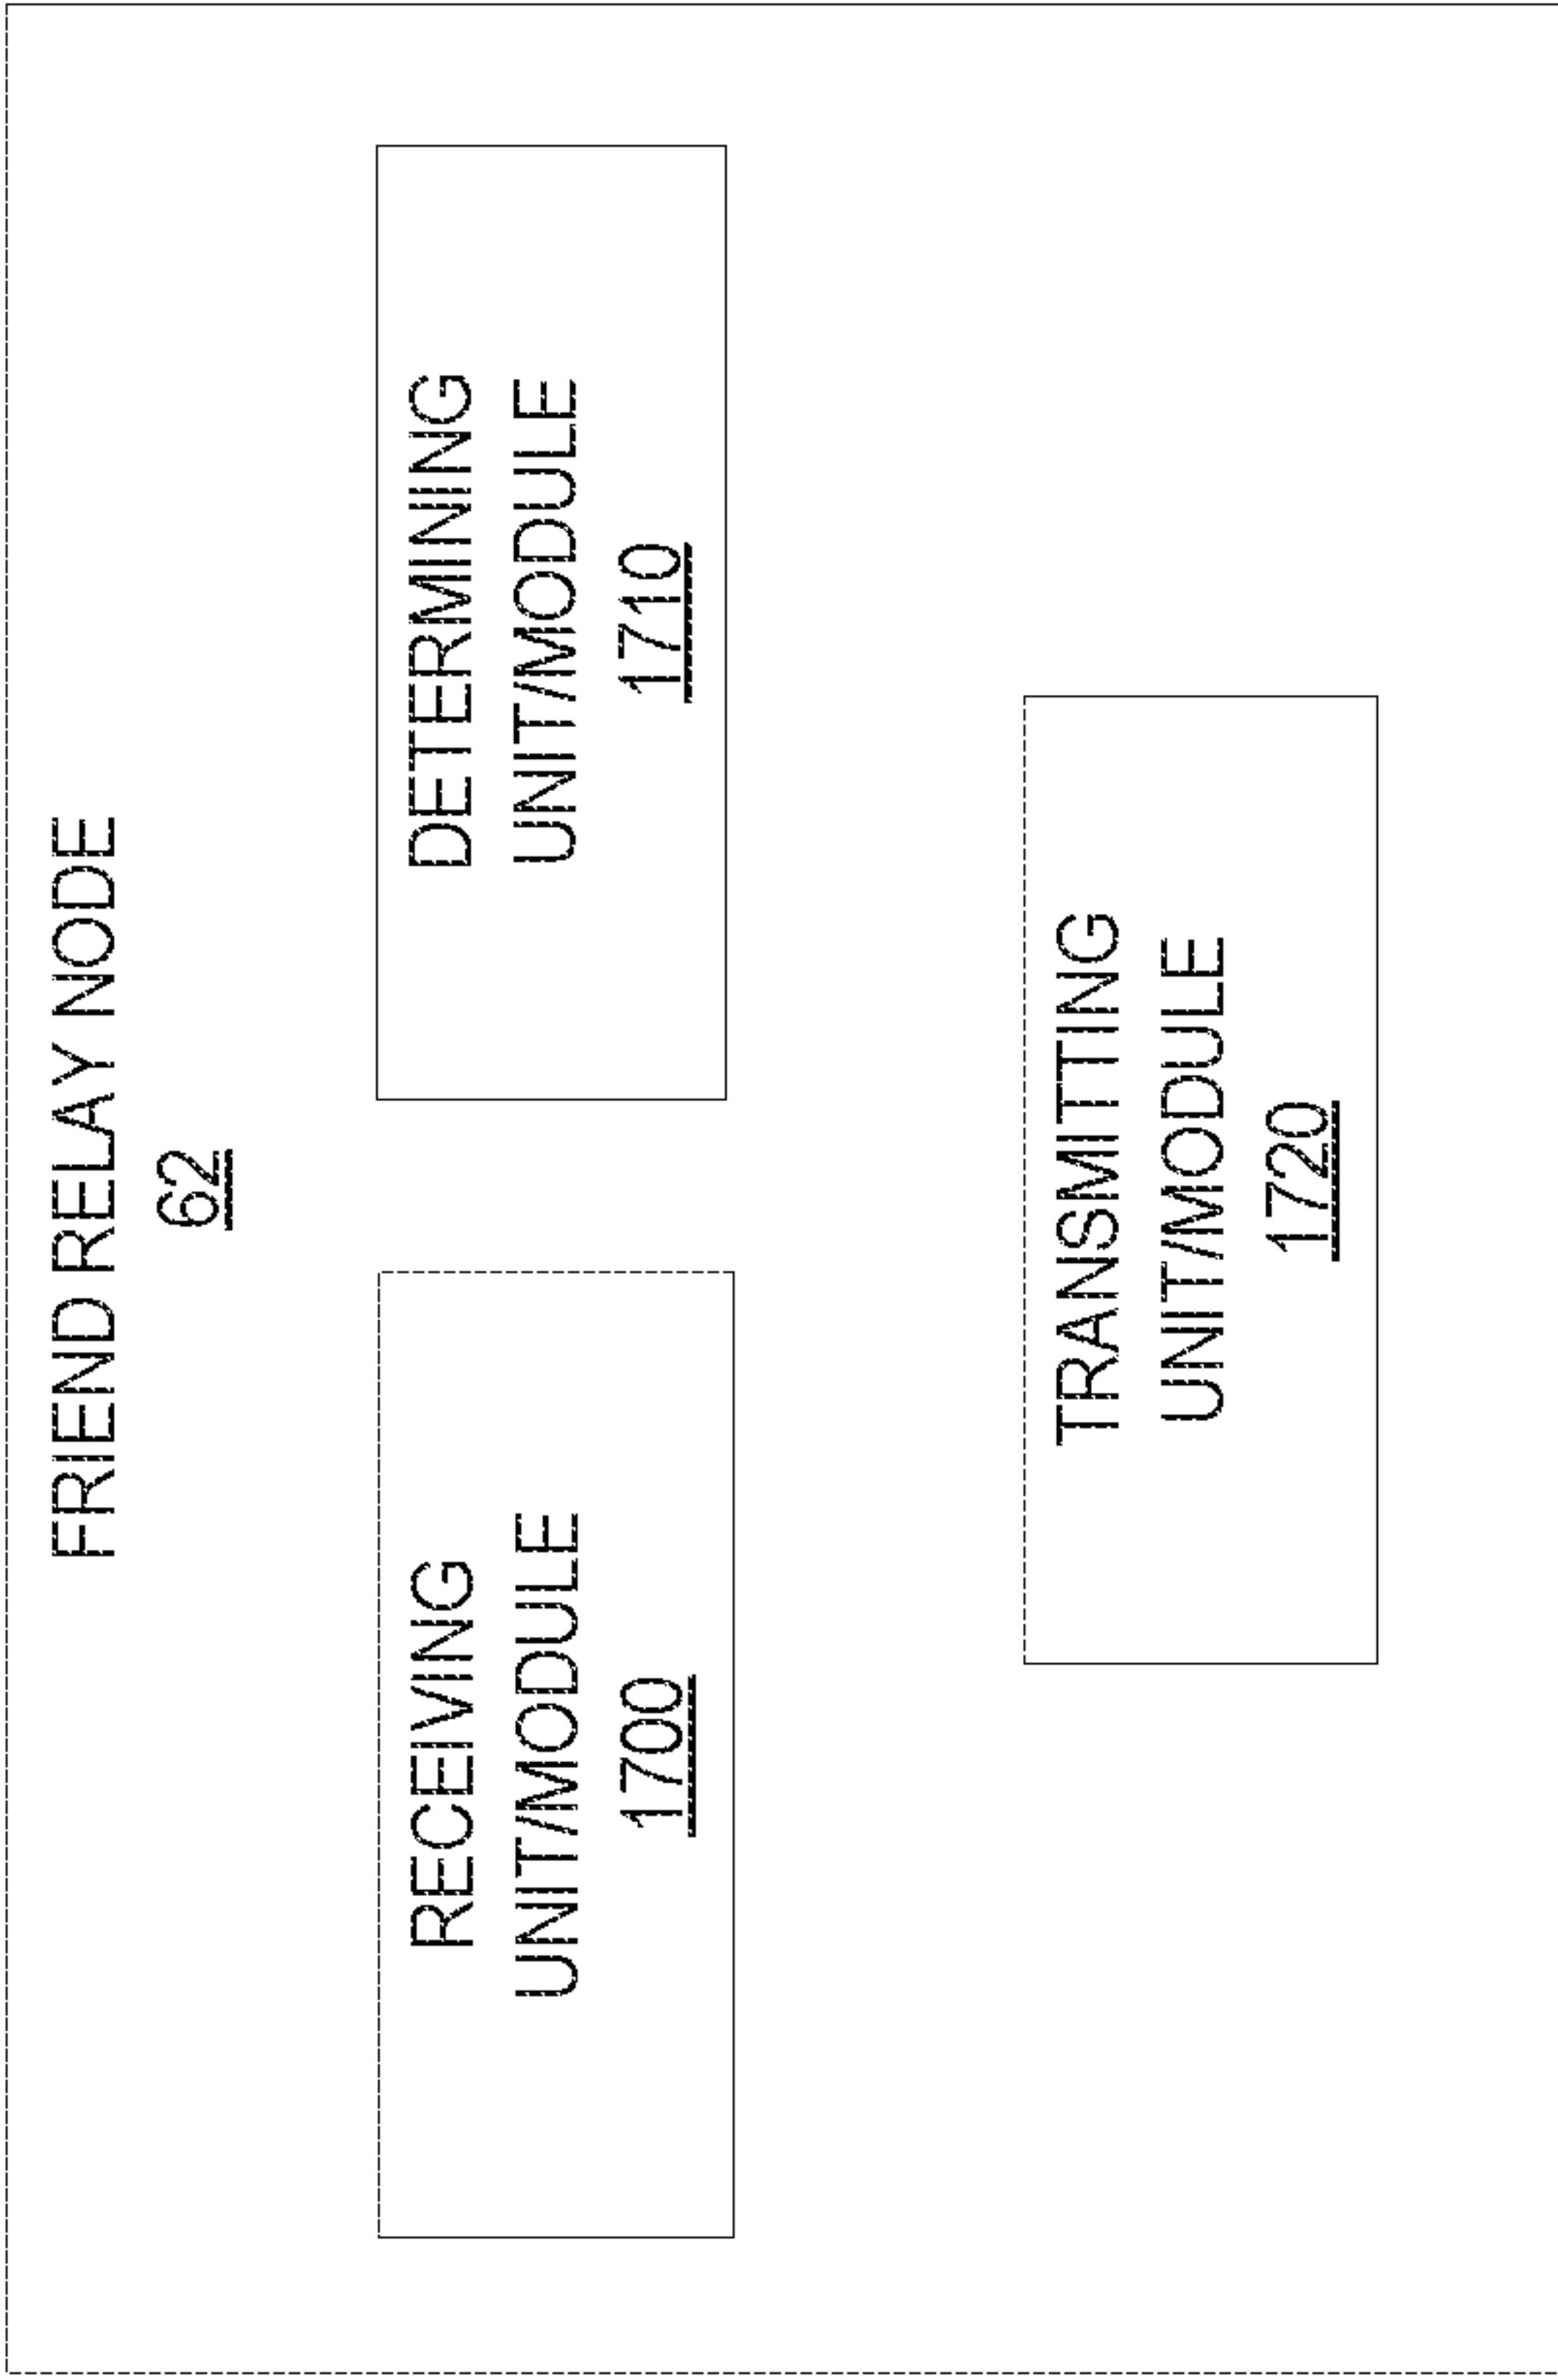 FRIEND RELAY NODE
62
RECEIVING
UNIT/MODULE
1700
DETERMINING
UNIT/MODULE
1710
TRANSMITTING
UNIT/MODULE
1720